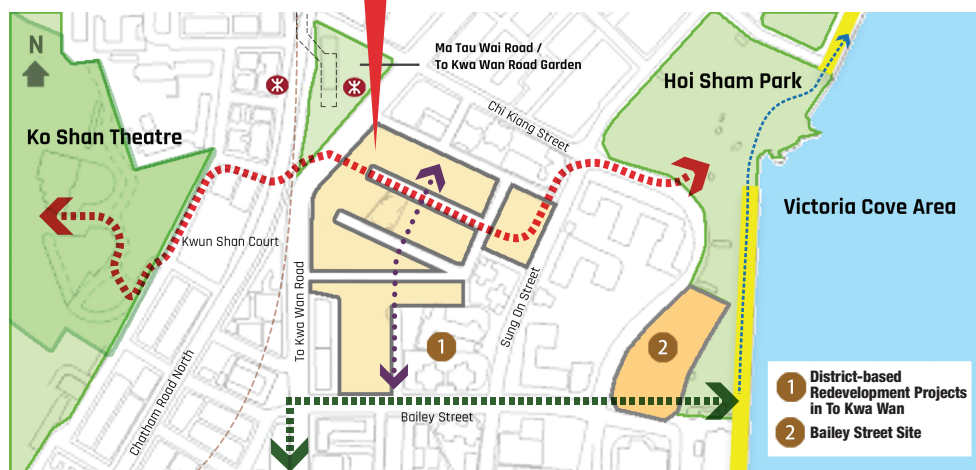 N
Ma Tau Wai Road /
To Kwa Wan Road Garden
Hoi Sham Park
Chi Kiang Street
Ko Shan Theatre
Victoria Cove Area
Kwun Shan Court
To Kwa Wan Road
Sung On Street
Chatham Road North
1
2
Bailey Street
1 District-based
Redevelopment Projects
in To Kwa Wan
2 Bailey Street Site